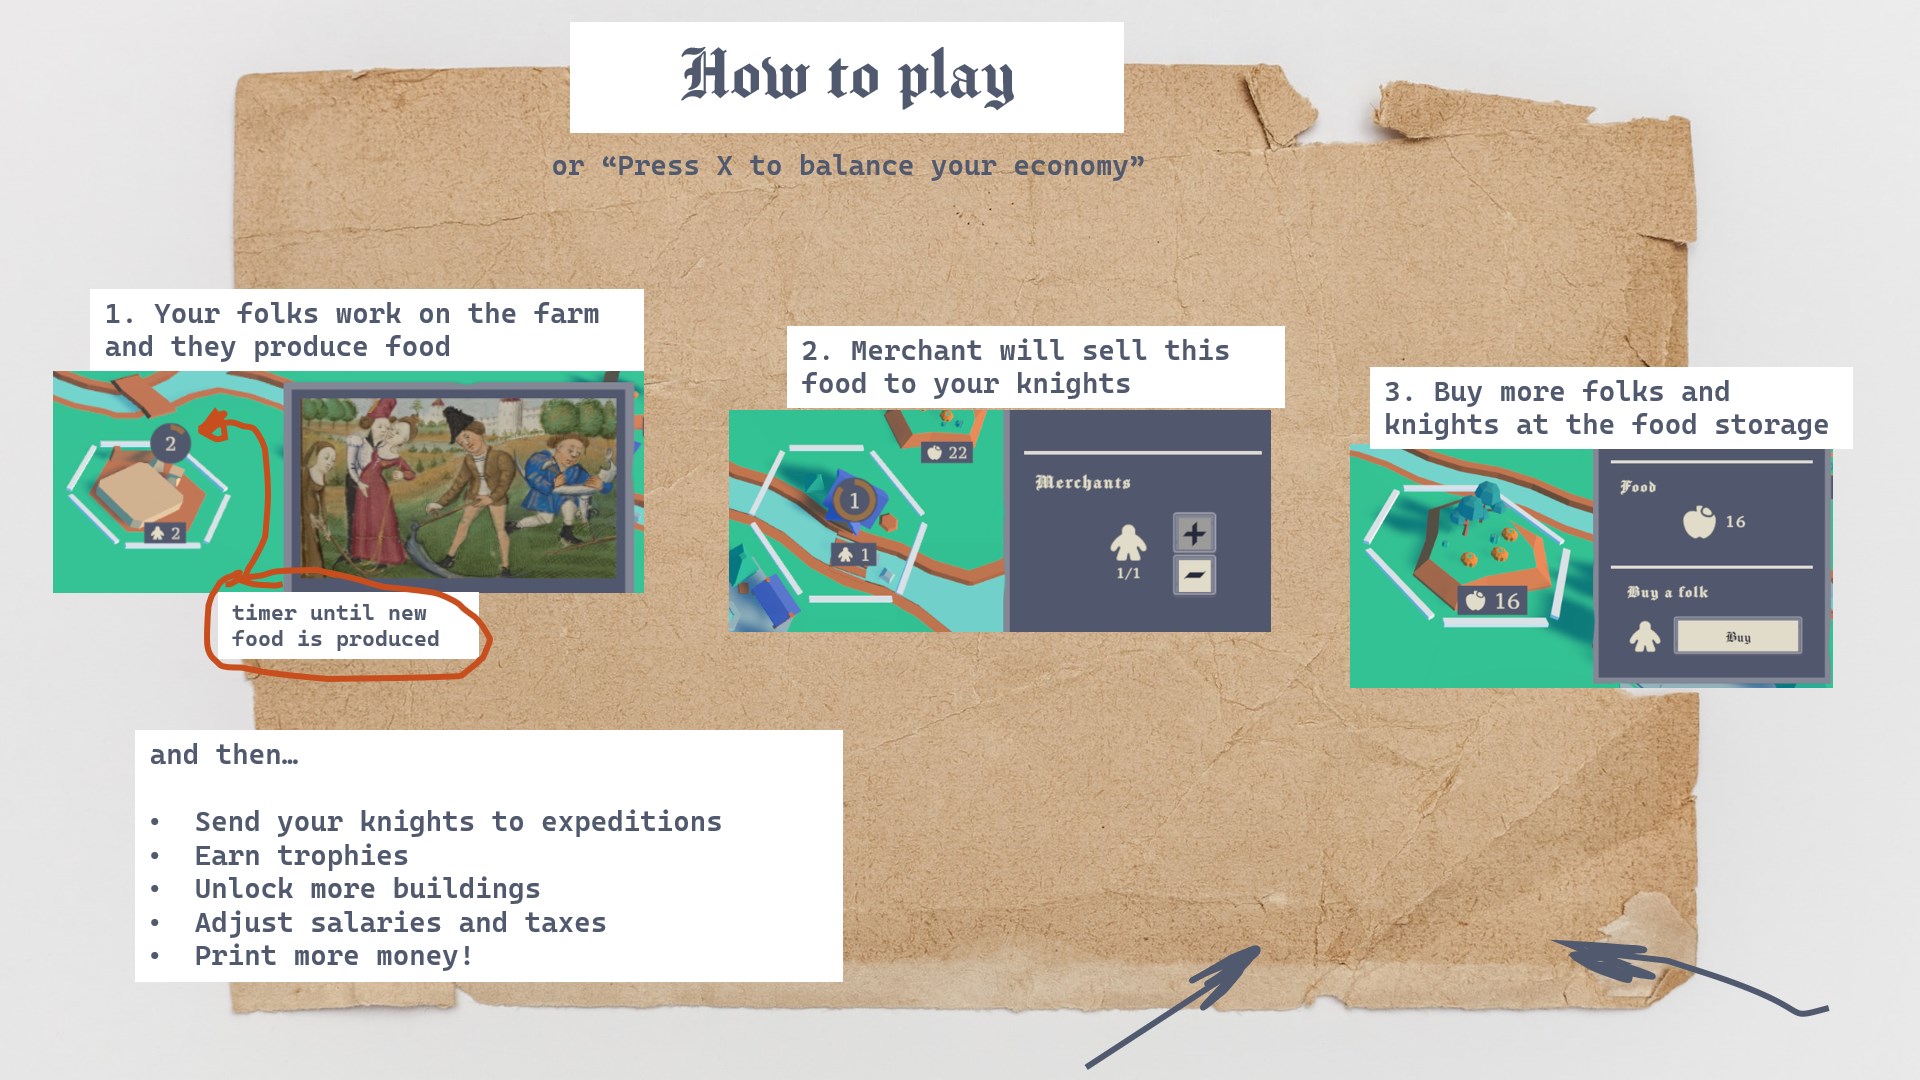 How to play
or “Press X to balance your economy”
1. Your folks work on the farm
and they produce food
2
2
timer until new
food is produced
2. Merchant will sell this
food to your knights
22
1
1
Merchants
1/1
3. Buy more folks and
knights at the food storage
16
Food
16
Buy a folk
Buy
and then…
• Send your knights to expeditions
• Earn trophies
• Unlock more buildings
• Adjust salaries and taxes
• Print more money!